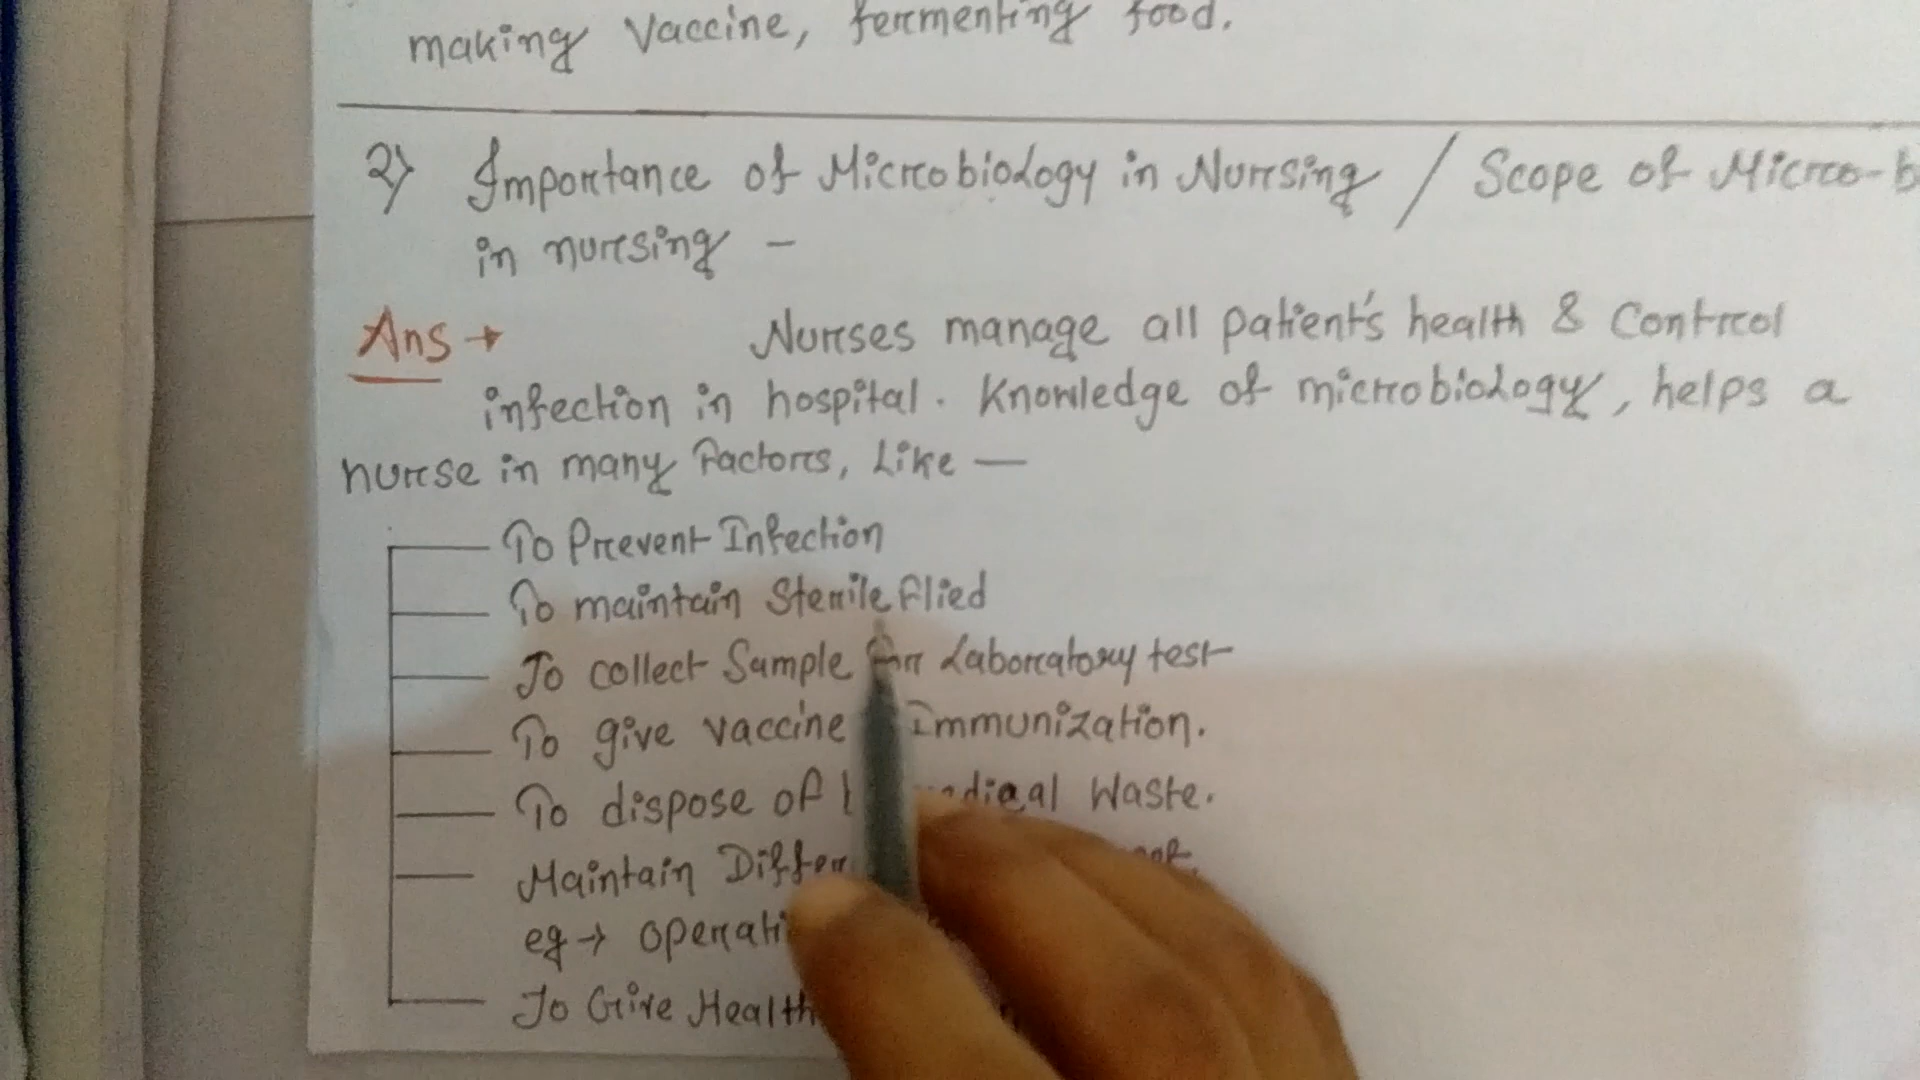 making Vaccine, fermenting food.
2) Importance of Microbiology in Nursing / Scope of Micro-b
in nursing -
Ans → Nurses manage all patient's health & Control
infection in hospital. Knowledge of microbiology, helps a
nurse in many Factors, Like —
To Prevent Infection
To maintain Sterile flied
To collect Sample for Laboratory test
To give vaccine Immunization.
To dispose of Waste.
Maintain
eg →
To Give Health